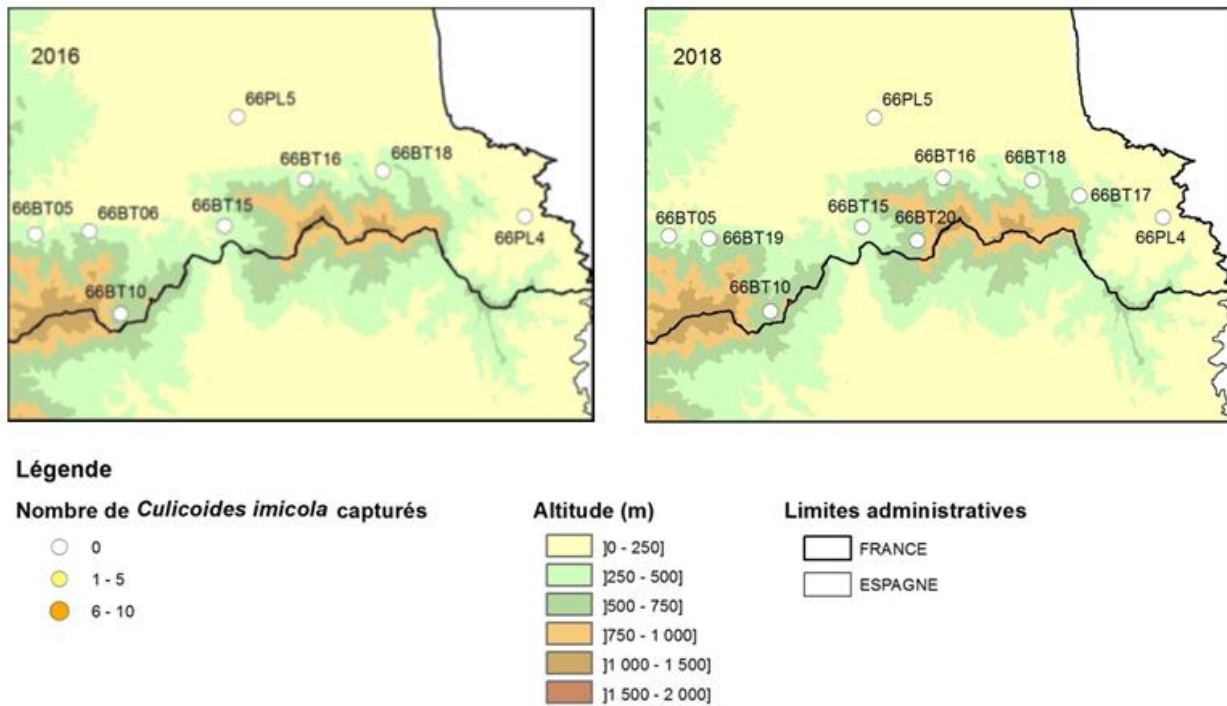 2016
66PL5
66BT16
66BT18
66BT05
66BT06
66BT15
66PL4
66BT10
2018
66PL5
66BT16
66BT18
66BT17
66BT15
66BT20
66BT05
66BT19
66PL4
66BT10
Légende
Nombre de Culicoides imicola capturés
0
1 - 5
6 - 10
Altitude (m)
]0 - 250]
]250 - 500]
]500 - 750]
]750 - 1 000]
]1 000 - 1 500]
]1 500 - 2 000]
Limites administratives
FRANCE
ESPAGNE